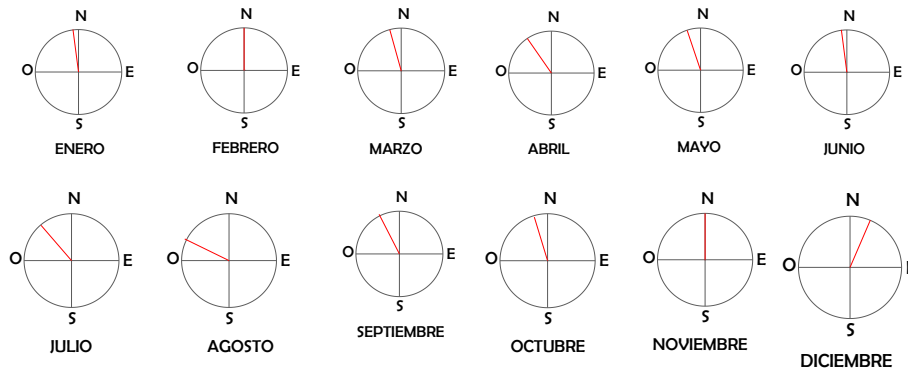 N N N N N N
O E O E O E O E O E O E
S S S S S S
ENERO FEBRERO MARZO ABRIL MAYO JUNIO
N N N N N N
O E O E O E O E O E O
S S S S S S
JULIO AGOSTO SEPTIEMBRE OCTUBRE NOVIEMBRE DICIEMBRE